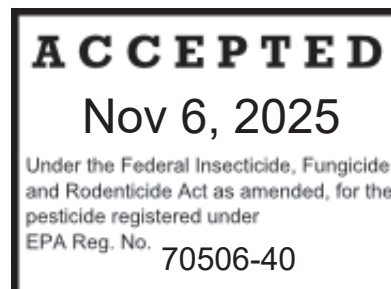 ACCEPTED
Nov 6, 2025
Under the Federal Insecticide, Fungicide
and Rodenticide Act as amended, for the
pesticide registered under
EPA Reg. No. 70506-40